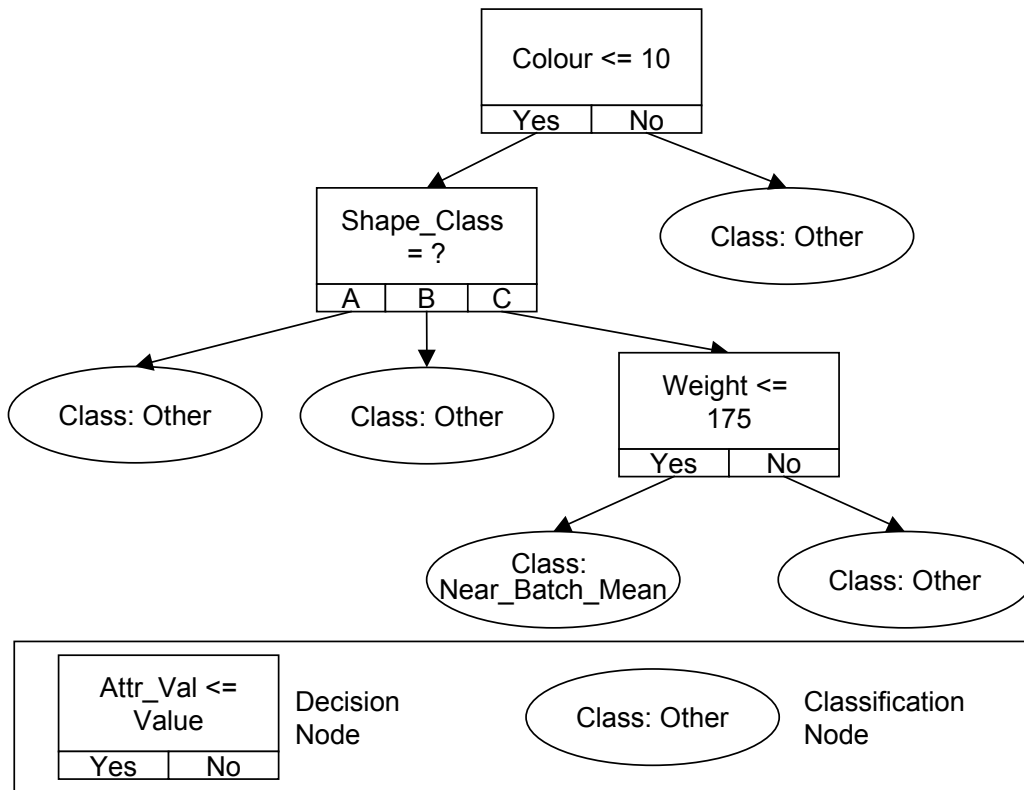 Colour <= 10
Yes No
Shape_Class
= ?
A B C
Class: Other
Class: Other
Class: Other
Weight <=
175
Yes No
Class:
Near_Batch_Mean
Class: Other
Attr_Val <=
Value
Yes No
Decision
Node
Class: Other
Classification
Node